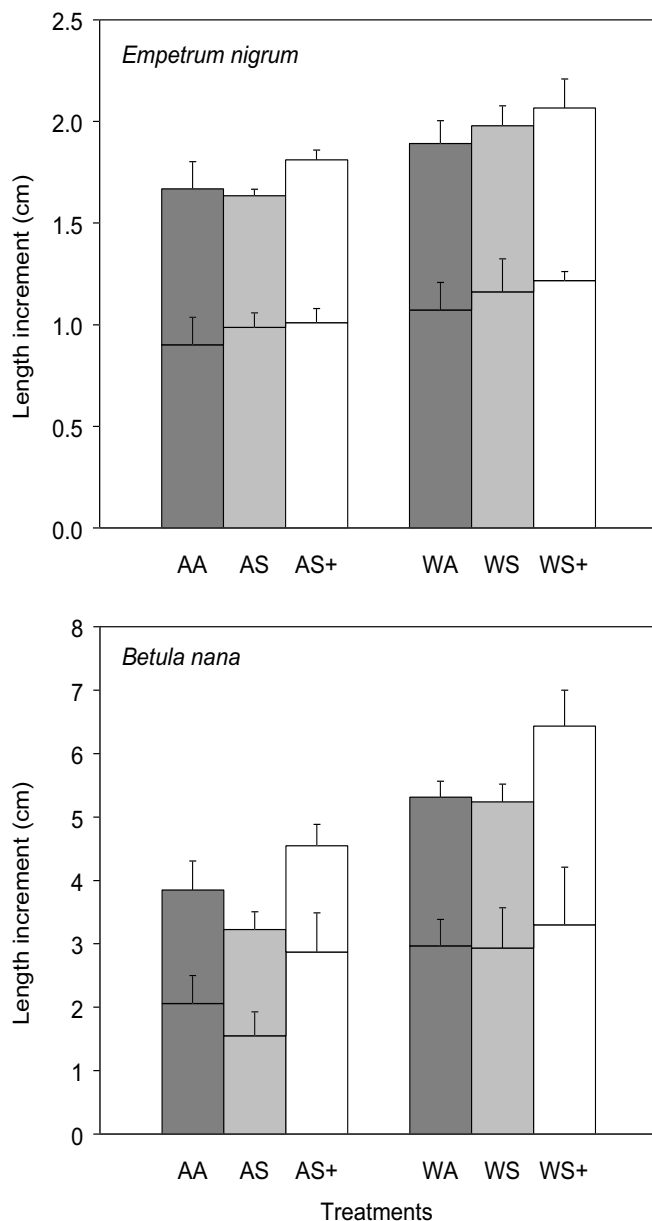 2.5
Empetrum nigrum
2.0
1.5
1.0
0.5
0.0
Length increment (cm)
AA AS AS+ WA WS WS+
8
Betula nana
7
6
5
4
3
2
1
0
Length increment (cm)
AA AS AS+ WA WS WS+
Treatments